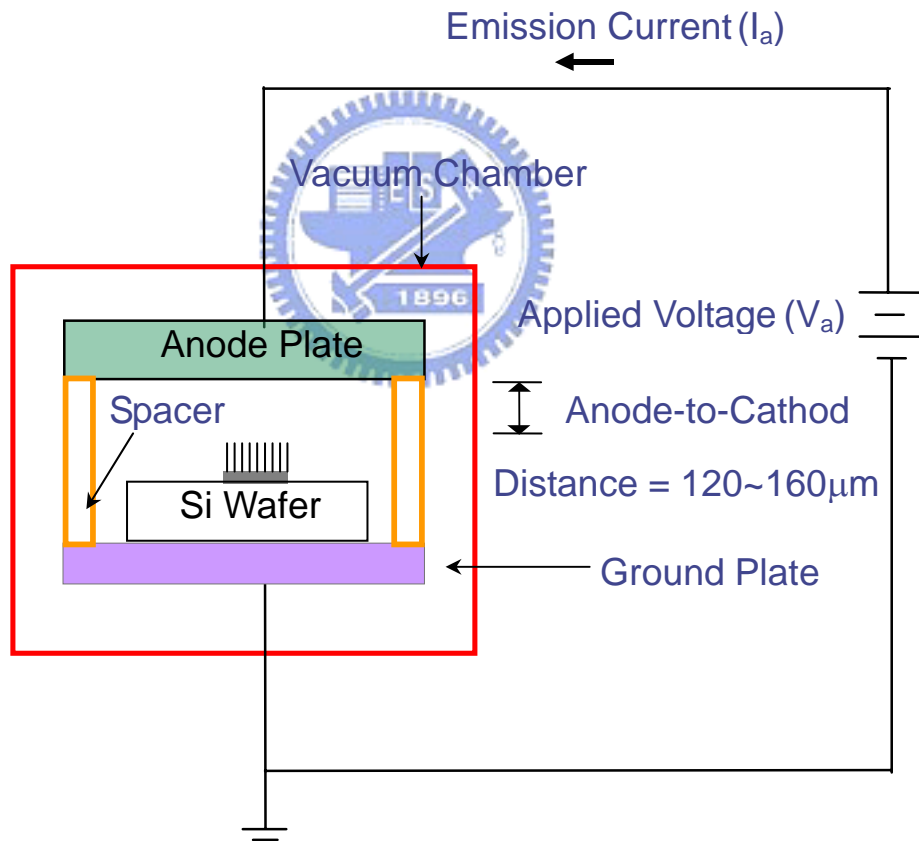 Emission Current (Iₐ)
Vacuum Chamber
1896
Applied Voltage (Vₐ)
Anode Plate
Spacer
Anode-to-Cathod
Si Wafer
Distance = 120~160μm
Ground Plate